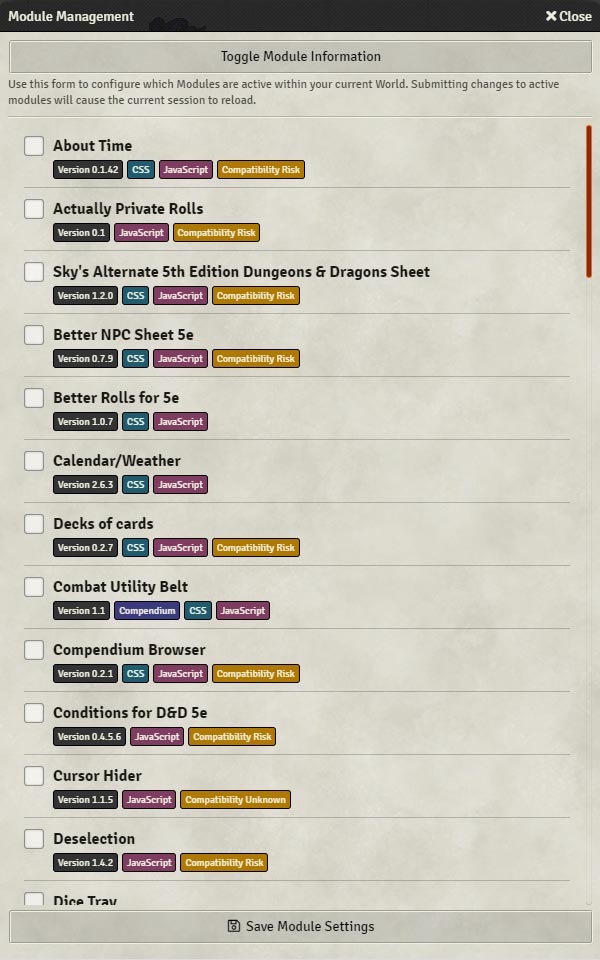 Module Management
Close
Toggle Module Information
Use this form to configure which Modules are active within your current World. Submitting changes to active
modules will cause the current session to reload.
About Time
Version 0.1.42 CSS JavaScript Compatibility Risk
Actually Private Rolls
Version 0.1 JavaScript Compatibility Risk
Sky's Alternate 5th Edition Dungeons & Dragons Sheet
Version 1.2.0 CSS JavaScript Compatibility Risk
Better NPC Sheet 5e
Version 0.7.9 CSS JavaScript Compatibility Risk
Better Rolls for 5e
Version 1.0.7 CSS JavaScript
Calendar/Weather
Version 2.6.3 CSS JavaScript
Decks of cards
Version 0.2.7 CSS JavaScript Compatibility Risk
Combat Utility Belt
Version 1.1 Compendium CSS JavaScript
Compendium Browser
Version 0.2.1 CSS JavaScript Compatibility Risk
Conditions for D&D 5e
Version 0.4.5.6 JavaScript Compatibility Risk
Cursor Hider
Version 1.1.5 JavaScript Compatibility Unknown
Deselection
Version 1.4.2 JavaScript Compatibility Risk
Dice Tray
Save Module Settings